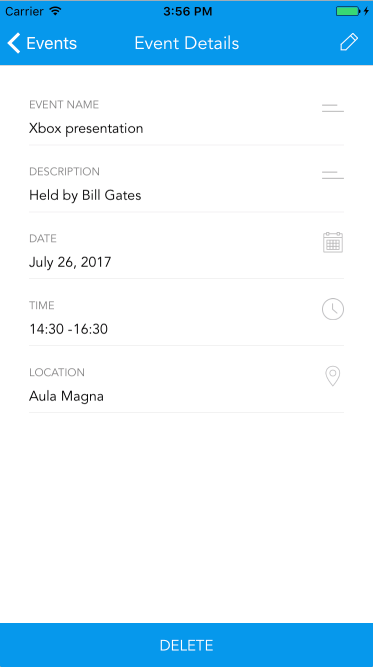 Carrier 3:56 PM
Events Event Details
EVENT NAME
Xbox presentation
DESCRIPTION
Held by Bill Gates
DATE
July 26, 2017
TIME
14:30 -16:30
LOCATION
Aula Magna
DELETE